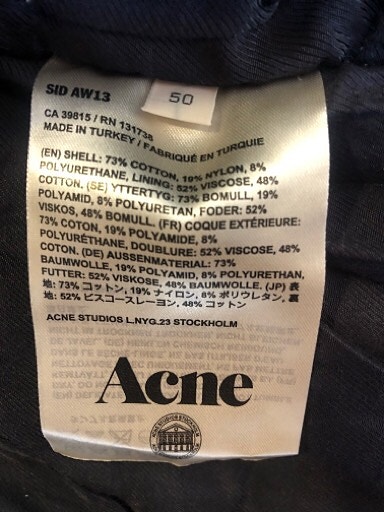 SID AW13
50
CA 39815 / RN 131738
MADE IN TURKEY / FABRIQUÉ EN TURQUIE
(EN) SHELL: 73% COTTON, 19% NYLON, 8%
POLYURETHANE, LINING: 52% VISCOSE, 48%
COTTON. (SE) YTTERTYG: 73% BOMULL, 19%
POLYAMID, 8% POLYURETAN, FODER: 52%
VISKOS, 48% BOMULL. (FR) COQUE EXTÉRIEURE:
73% COTON, 19% POLYAMIDE, 8%
POLYURÉTHANE, DOUBLURE: 52% VISCOSE, 48%
COTON. (DE) AUSSENMATERIAL: 73%
BAUMWOLLE, 19% POLYAMID, 8% POLYURETHAN,
FUTTER: 52% VISKOSE, 48% BAUMWOLLE. (JP) 表
地: 73% コットン, 19% ナイロン, 8% ポリウレタン, 裏
地: 52% ビスコースレーヨン, 48% コットン
ACNE STUDIOS L.NYG.23 STOCKHOLM
Acne
ACNE STUDIOS STOCKHOLM